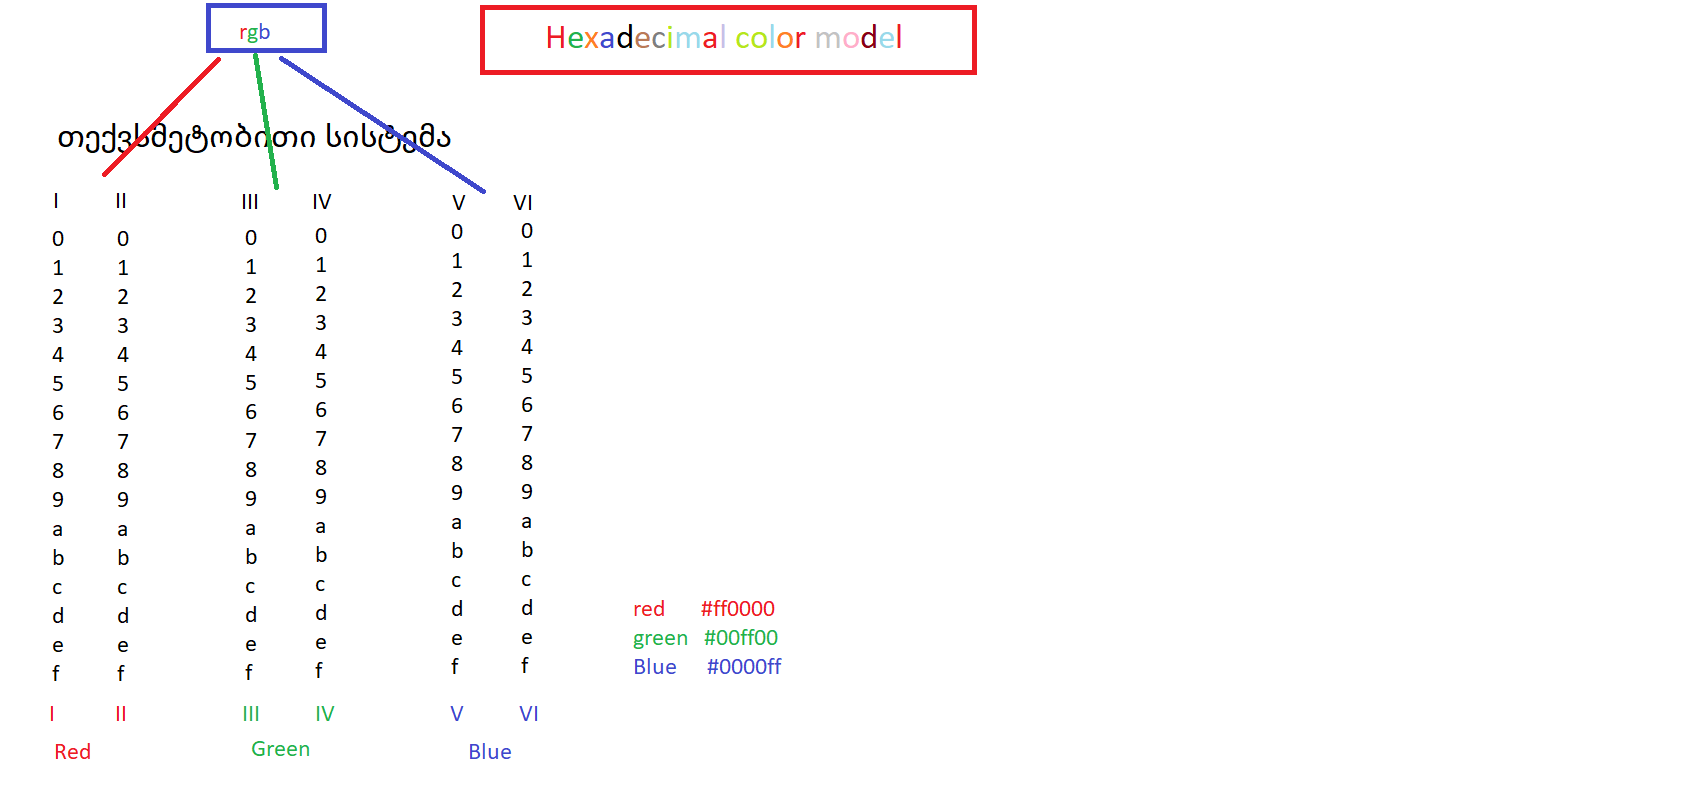 rgb
Hexadecimal color model
თექვსმეტობითი სისტემა
I II III IV V VI
0 0 0 0 0 0
1 1 1 1 1 1
2 2 2 2 2 2
3 3 3 3 3 3
4 4 4 4 4 4
5 5 5 5 5 5
6 6 6 6 6 6
7 7 7 7 7 7
8 8 8 8 8 8
9 9 9 9 9 9
a a a a a a
b b b b b b
c c c c c c
d d d d d d
e e e e e e
f f f f f f
I II III IV V VI
Red Green Blue
red #ff0000
green #00ff00
Blue #0000ff